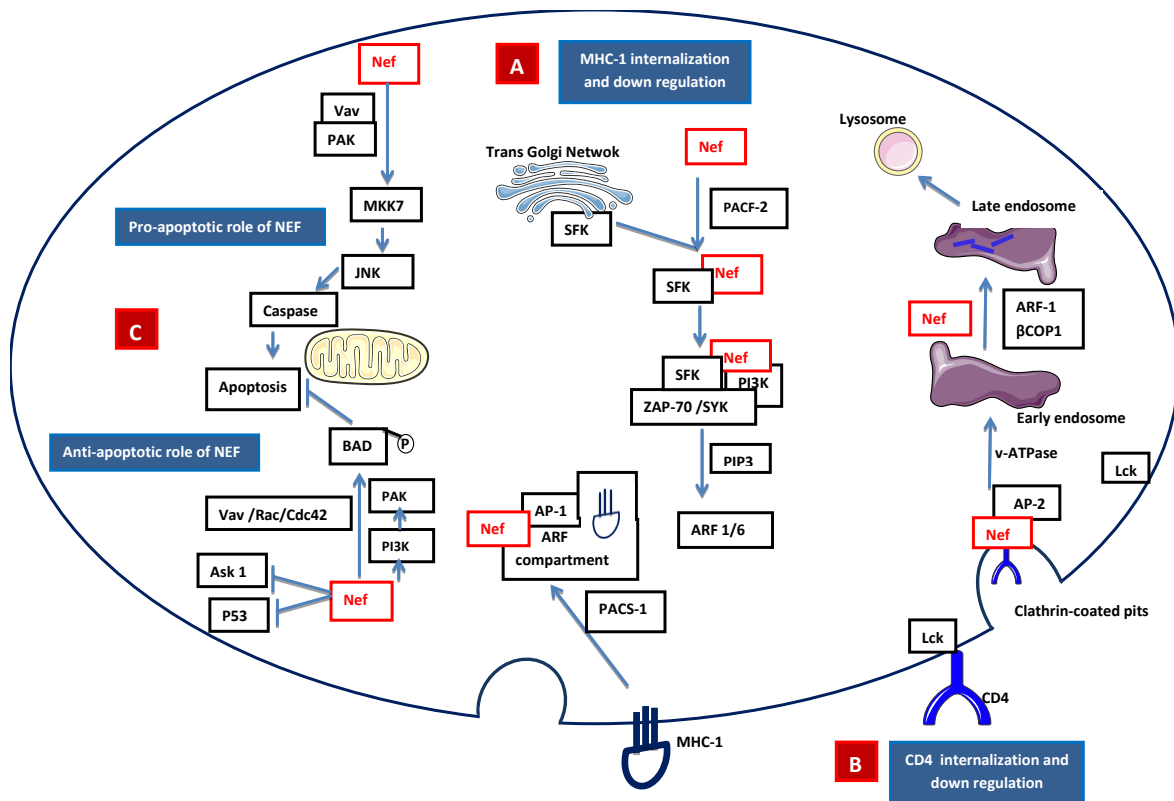 Nef
Vav
PAK
MKK7
Pro-apoptotic role of NEF
JNK
Caspase
C
Apoptosis
Anti-apoptotic role of NEF
BAD
P
Vav /Rac/Cdc42
PAK
PI3K
Ask 1
P53
Nef
A
MHC-1 internalization
and down regulation
Trans Golgi Netwok
Nef
SFK
PACF-2
SFK
Nef
Nef
SFK
PI3K
ZAP-70 /SYK
PIP3
ARF 1/6
AP-1
Nef
ARF
compartment
PACS-1
MHC-1
Lysosome
Late endosome
Nef
ARF-1
βCOP1
Early endosome
v-ATPase
Lck
AP-2
Nef
Clathrin-coated pits
Lck
CD4
B
CD4 internalization and
down regulation